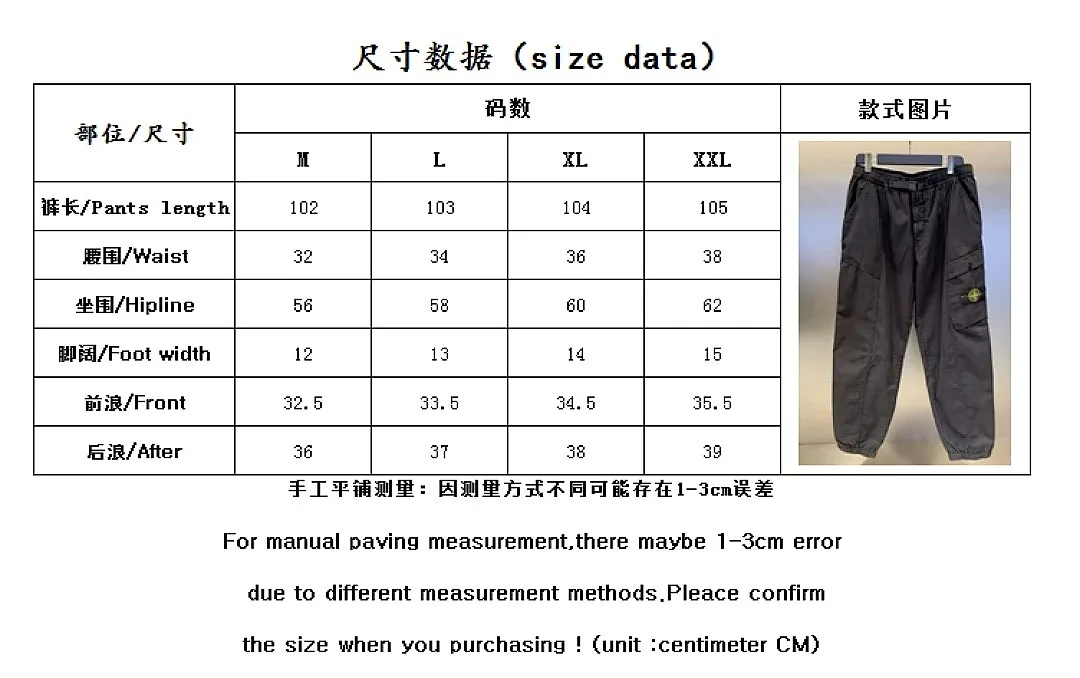 尺寸数据（size data）
部位/尺寸 码数 款式图片
M L XL XXL
裤长/Pants length 102 103 104 105
腰围/Waist 32 34 36 38
坐围/Hipline 56 58 60 62
脚阔/Foot width 12 13 14 15
前浪/Front 32.5 33.5 34.5 35.5
后浪/After 36 37 38 39
手工平铺测量：因测量方式不同可能存在1-3cm误差
For manual paving measurement,there maybe 1-3cm error
due to different measurement methods.Pleace confirm
the size when you purchasing！(unit :centimeter CM)